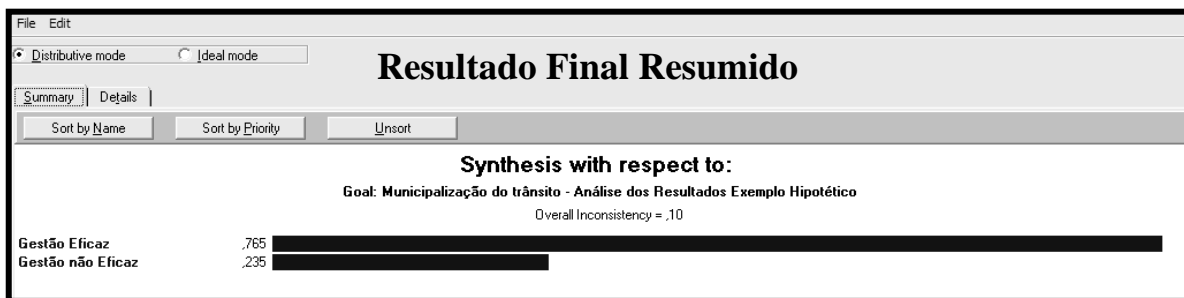 File Edit
Distributive mode Ideal mode
Resultado Final Resumido
Summary Details
Sort by Name Sort by Priority Unsort
Synthesis with respect to:
Goal: Municipalização do trânsito - Análise dos Resultados Exemplo Hipotético
Overall Inconsistency = ,10
Gestão Eficaz ,765
Gestão não Eficaz ,235